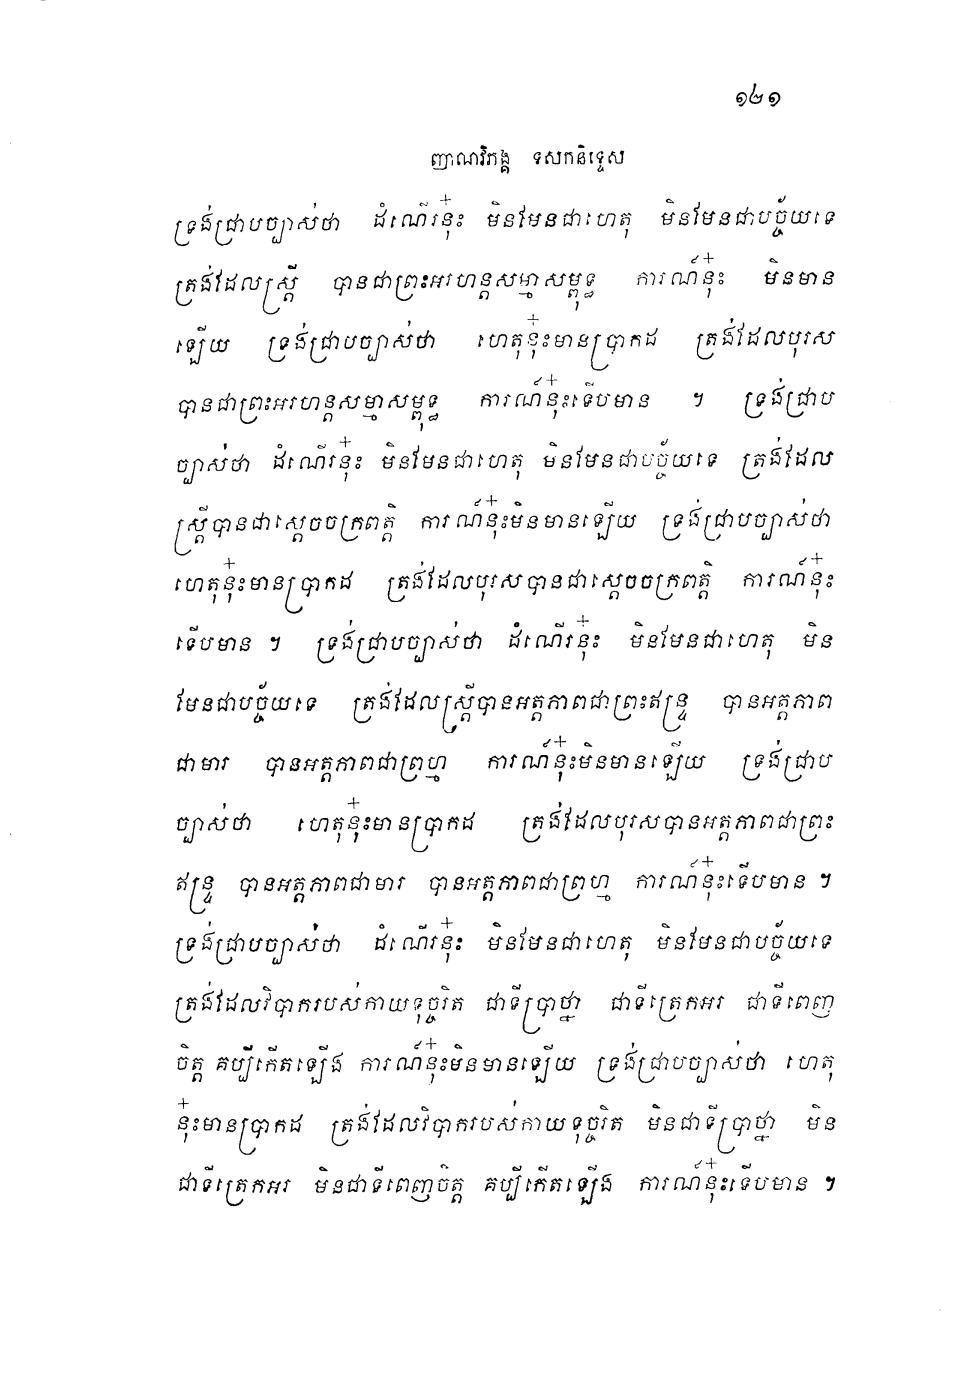 ១២១
ញាណវិភង្គ ទសកនិទ្ទេស
ទ្រង់ជ្រាបច្បាស់ថា ដំណើរនុ៎ះ មិនមែនជាហេតុ មិនមែនជាបច្ច័យទេ
ត្រង់ដែលស្ត្រី បានជាព្រះអរហន្តសម្មាសម្ពុទ្ធ ការណ៍នុ៎ះ មិនមាន
ឡើយ ទ្រង់ជ្រាបច្បាស់ថា ហេតុនុ៎ះមានប្រាកដ ត្រង់ដែលបុរស
បានជាព្រះអរហន្តសម្មាសម្ពុទ្ធ ការណ៍នុ៎ះទើបមាន ។ ទ្រង់ជ្រាប
ច្បាស់ថា ដំណើរនុ៎ះ មិនមែនជាហេតុ មិនមែនជាបច្ច័យទេ ត្រង់ដែល
ស្ត្រីបានជាស្តេចចក្រពត្តិ ការណ៍នុ៎ះមិនមានឡើយ ទ្រង់ជ្រាបច្បាស់ថា
ហេតុនុ៎ះមានប្រាកដ ត្រង់ដែលបុរសបានជាស្តេចចក្រពត្តិ ការណ៍នុ៎ះ
ទើបមាន ។ ទ្រង់ជ្រាបច្បាស់ថា ដំណើរនុ៎ះ មិនមែនជាហេតុ មិន
មែនជាបច្ច័យទេ ត្រង់ដែលស្ត្រីបានអត្តភាពជាព្រះឥន្ទ្រ បានអត្តភាព
ជាមារ បានអត្តភាពជាព្រហ្ម ការណ៍នុ៎ះមិនមានឡើយ ទ្រង់ជ្រាប
ច្បាស់ថា ហេតុនុ៎ះមានប្រាកដ ត្រង់ដែលបុរសបានអត្តភាពជាព្រះ
ឥន្ទ្រ បានអត្តភាពជាមារ បានអត្តភាពជាព្រហ្ម ការណ៍នុ៎ះទើបមាន ។
ទ្រង់ជ្រាបច្បាស់ថា ដំណើរនុ៎ះ មិនមែនជាហេតុ មិនមែនជាបច្ច័យទេ
ត្រង់ដែលវិបាករបស់កាយទុច្ចរិត ជាទីប្រាថ្នា ជាទីត្រេកអរ ជាទីពេញ
ចិត្ត គប្បីកើតឡើង ការណ៍នុ៎ះមិនមានឡើយ ទ្រង់ជ្រាបច្បាស់ថា ហេតុ
នុ៎ះមានប្រាកដ ត្រង់ដែលវិបាករបស់កាយទុច្ចរិត មិនជាទីប្រាថ្នា មិន
ជាទីត្រេកអរ មិនជាទីពេញចិត្ត គប្បីកើតឡើង ការណ៍នុ៎ះទើបមាន ។